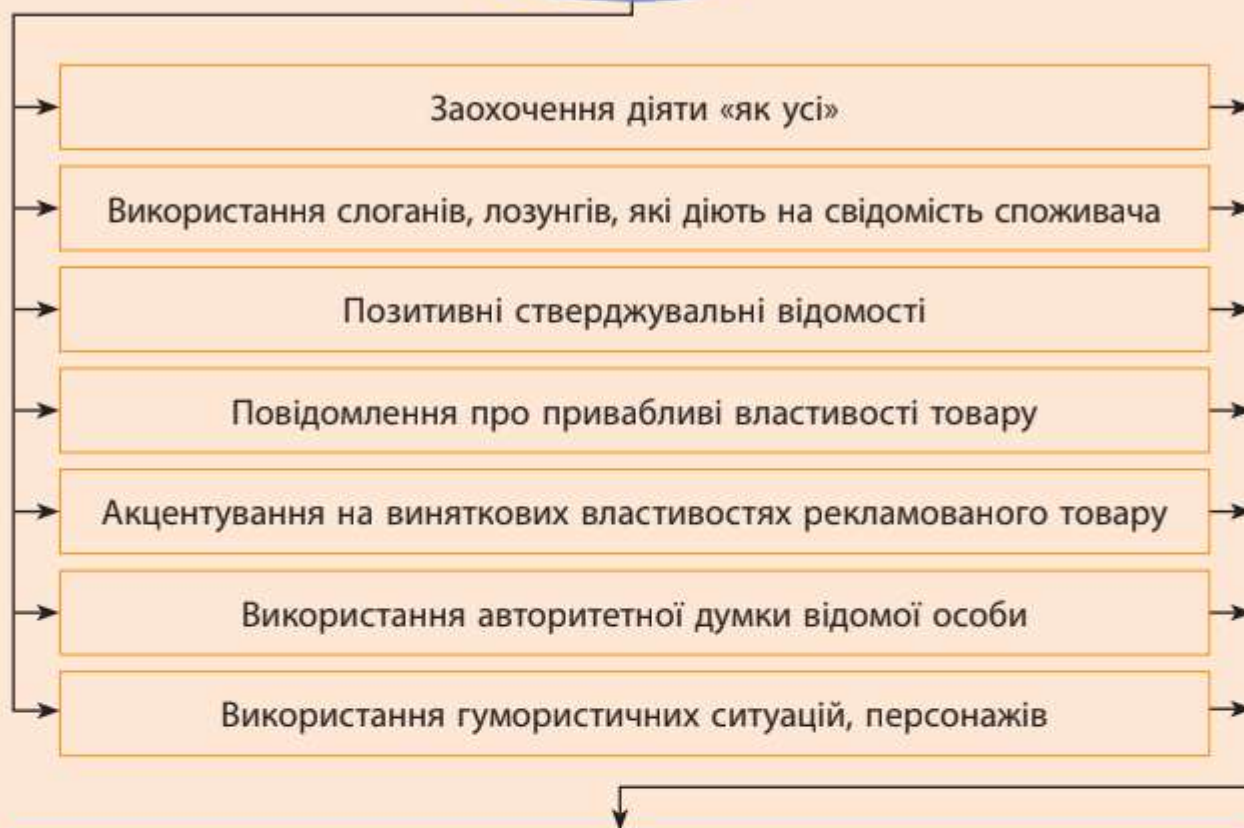 Заохочення діяти «як усі»
Використання слоганів, лозунгів, які діють на свідомість споживача
Позитивні стверджувальні відомості
Повідомлення про привабливі властивості товару
Акцентування на виняткових властивостях рекламованого товару
Використання авторитетної думки відомої особи
Використання гумористичних ситуацій, персонажів